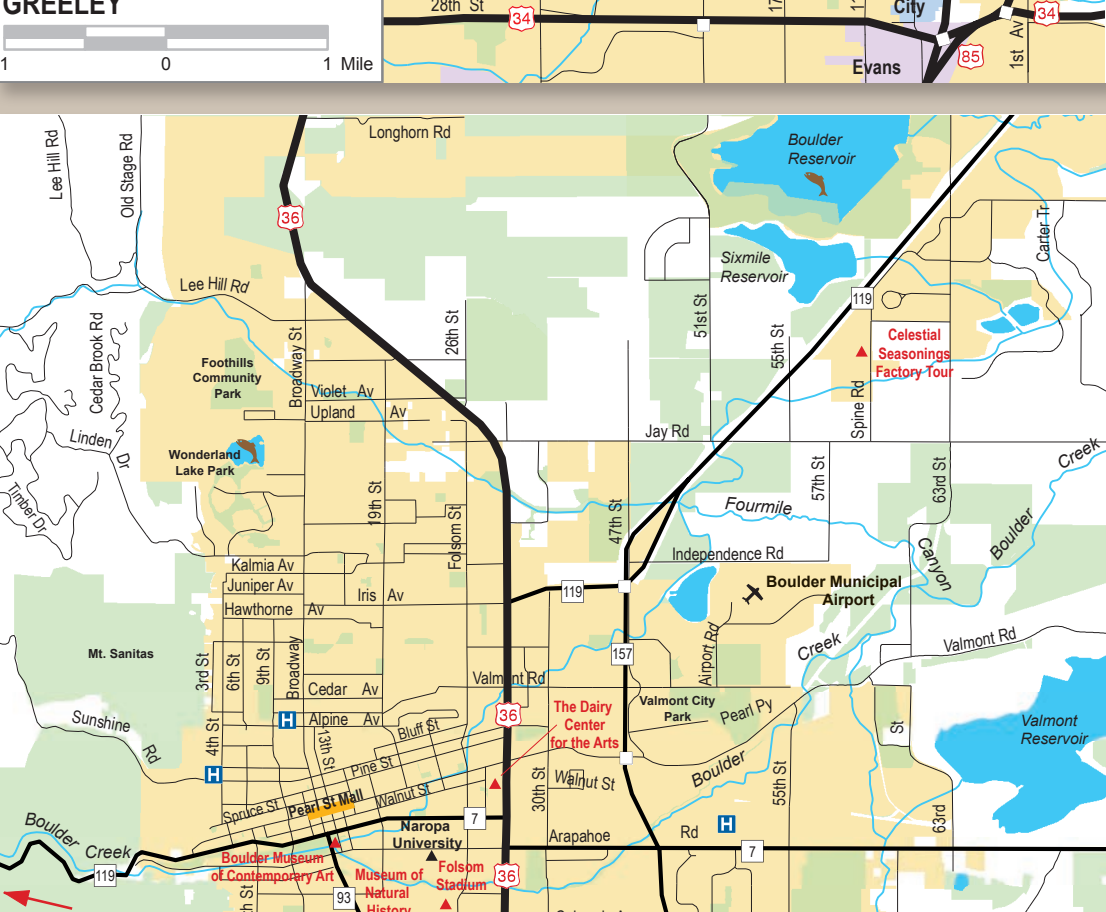 GREELEY
1 0 1 Mile
28th St
34
17
11
City
34
Evans
85
1st Av
Longhorn Rd
Lee Hill Rd
Old Stage Rd
Boulder
Reservoir
36
Sixmile
Reservoir
Carter Tr
Lee Hill Rd
119
51st St
55th St
26th St
Broadway St
Cedar Brook Rd
Celestial
Seasonings
Factory Tour
Foothills
Community
Park
Violet Av
Upland Av
Spine Rd
Jay Rd
Linden Dr
Wonderland
Lake Park
Timber Dr
19th St
Folsom St
47th St
57th St
63rd St
Creek
Boulder
Fourmile
Canyon
Independence Rd
Kalmia Av
Juniper Av
Iris Av
Hawthorne Av
119
Boulder Municipal
Airport
Mt. Sanitas
3rd St
6th St
9th St
Broadway
157
Airport Rd
Creek
Valmont Rd
Valmont Rd
Cedar Av
Valmont City
Park
Pearl Py
Sunshine Rd
4th St
H
Alpine Av
13th St
Bluff St
36
The Dairy
Center
for the Arts
St
Valmont
Reservoir
H
Pine St
Walnut St
Boulder
30th St
Walnut St
55th St
63rd
Spruce St
Pearl St Mall
7
H
Naropa
University
Arapahoe Rd
7
Boulder
Creek
119
Boulder Museum
of Contemporary Art
Museum of
Natural
History
Folsom
Stadium
36
93
th St